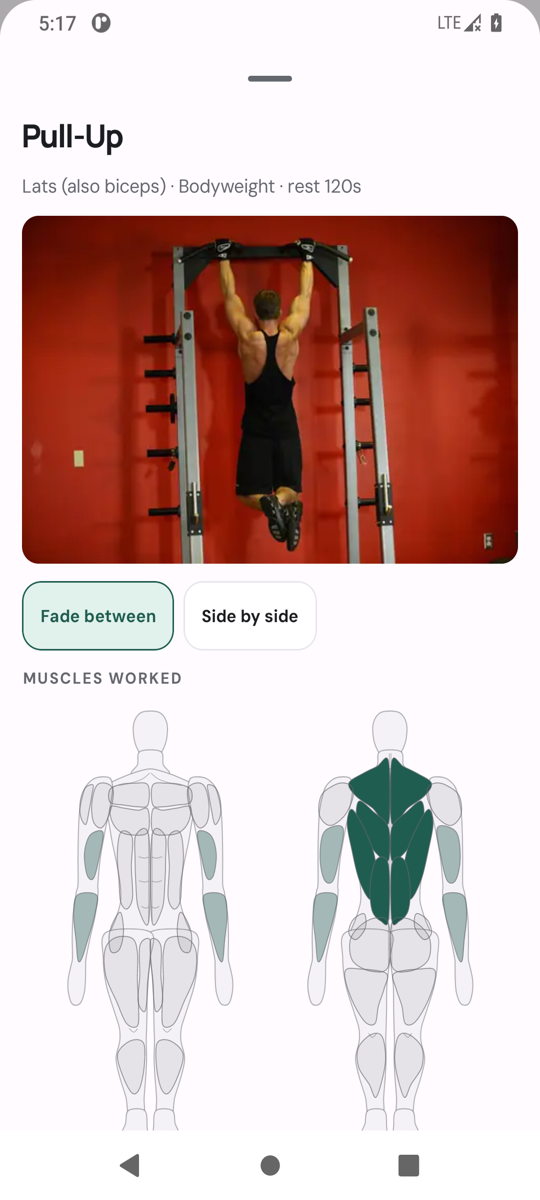 5:17
LTE
Pull-Up
Lats (also biceps) · Bodyweight · rest 120s
Fade between
Side by side
MUSCLES WORKED